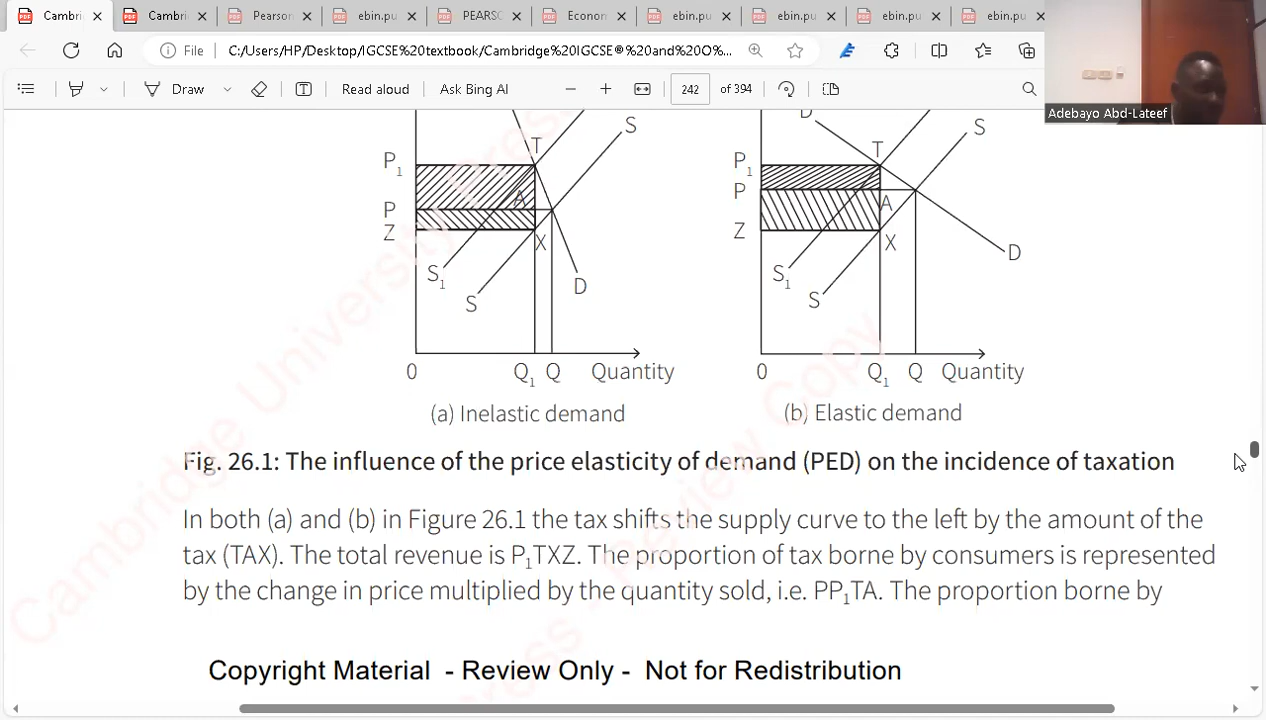 Cambri
Cambri
Pearson
ebin.pu
PEARSC
Econom
ebin.pu
ebin.pu
ebin.pu
ebin.pu
File
C:/Users/HP/Desktop/IGCSE%20textbook/Cambridge%20IGCSE®%20and%20O%...
Draw
Read aloud
Ask Bing AI
242
of 394
Adebayo Abd-Lateef
T
S
P1
A
P
Z
X
S1
S
D
0
Q1 Q Quantity
(a) Inelastic demand
D
T
S
P1
P
A
Z
X
D
S1
S
0
Q1 Q Quantity
(b) Elastic demand
Fig. 26.1: The influence of the price elasticity of demand (PED) on the incidence of taxation
In both (a) and (b) in Figure 26.1 the tax shifts the supply curve to the left by the amount of the
tax (TAX). The total revenue is P1TXZ. The proportion of tax borne by consumers is represented
by the change in price multiplied by the quantity sold, i.e. PP1TA. The proportion borne by
Copyright Material - Review Only - Not for Redistribution
Cambridge University Press Review Copy